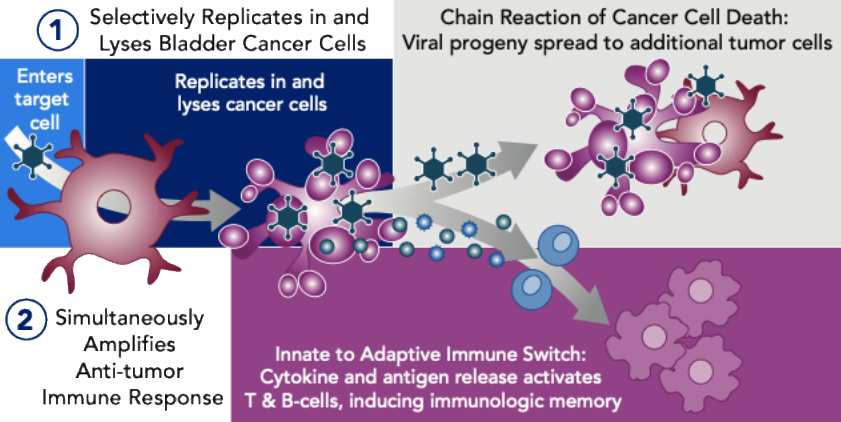 1
Selectively Replicates in and
Lyses Bladder Cancer Cells
Chain Reaction of Cancer Cell Death:
Viral progeny spread to additional tumor cells
Enters
target
cell
Replicates in and
lyses cancer cells
2
Simultaneously
Amplifies
Anti-tumor
Immune Response
Innate to Adaptive Immune Switch:
Cytokine and antigen release activates
T & B-cells, inducing immunologic memory